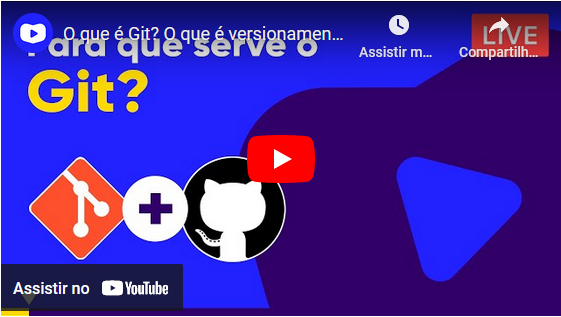 O que é Git? O que é versionamen...
Assistir m...
Compartilh...
LIVE
Para que serve o
Git?
Assistir no YouTube